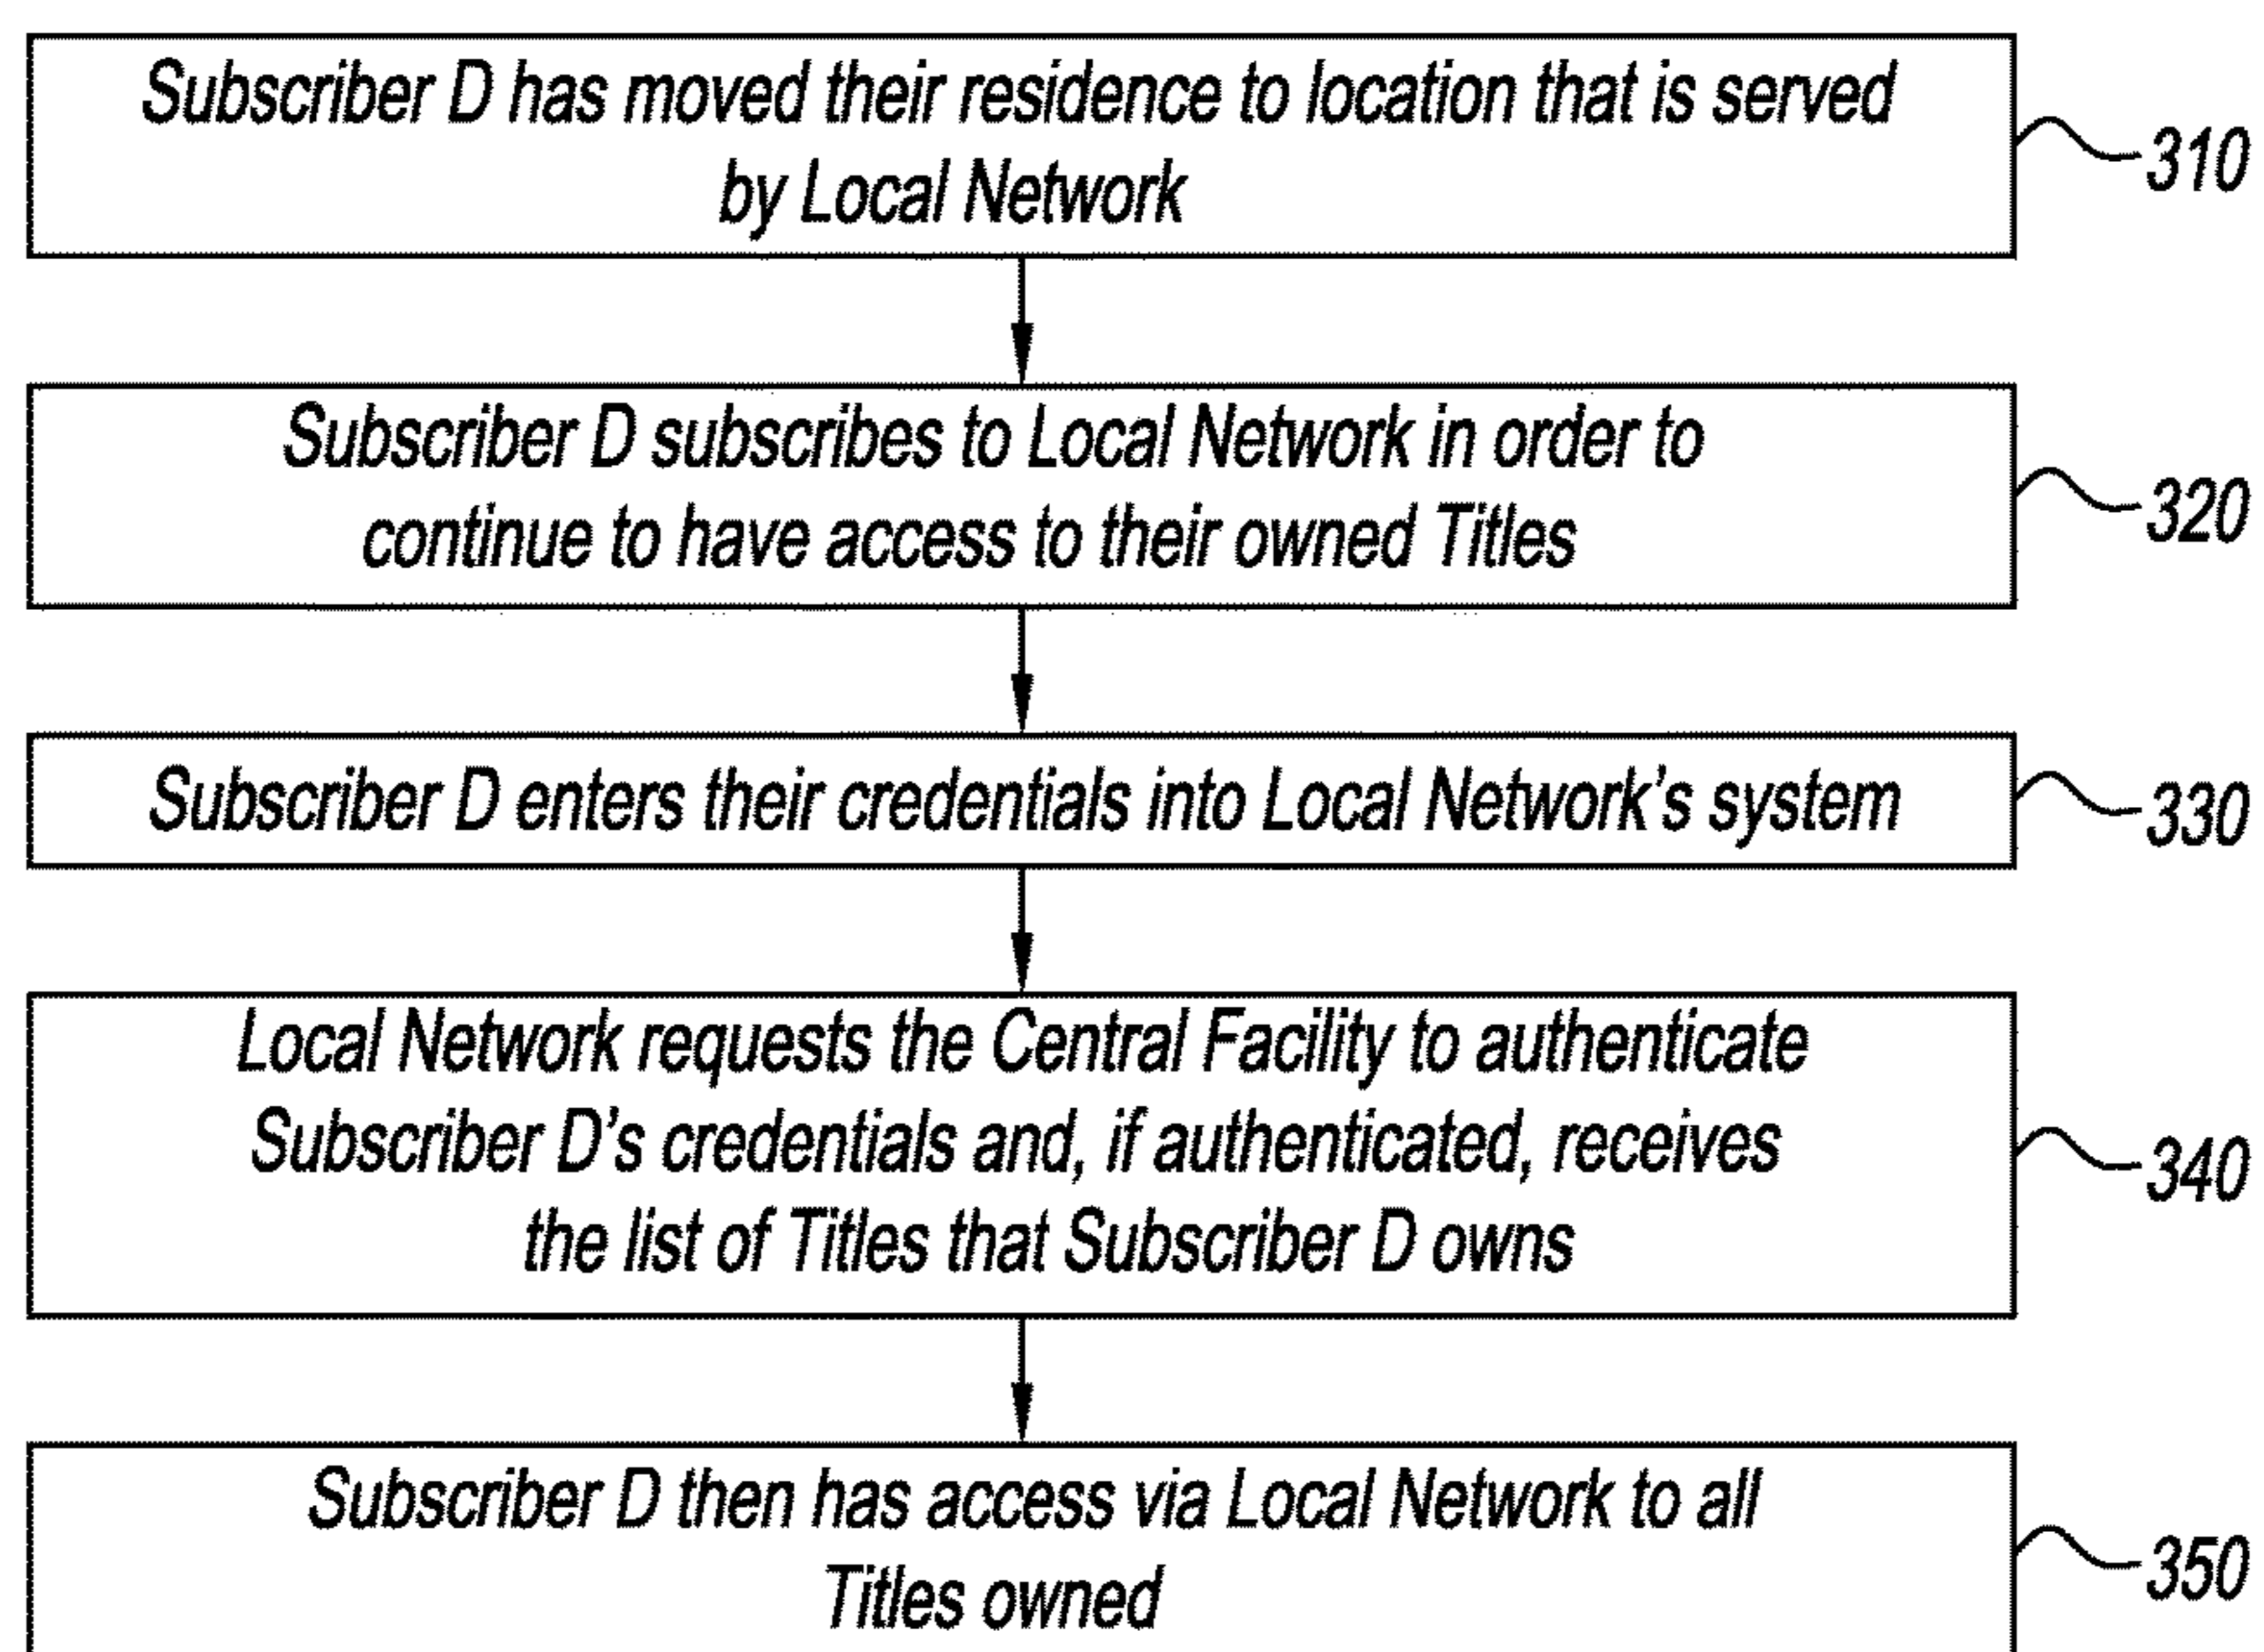 Subscriber D has moved their residence to location that is served
by Local Network
310
Subscriber D subscribes to Local Network in order to
continue to have access to their owned Titles
320
Subscriber D enters their credentials into Local Network's system
330
Local Network requests the Central Facility to authenticate
Subscriber D's credentials and, if authenticated, receives
the list of Titles that Subscriber D owns
340
Subscriber D then has access via Local Network to all
Titles owned
350